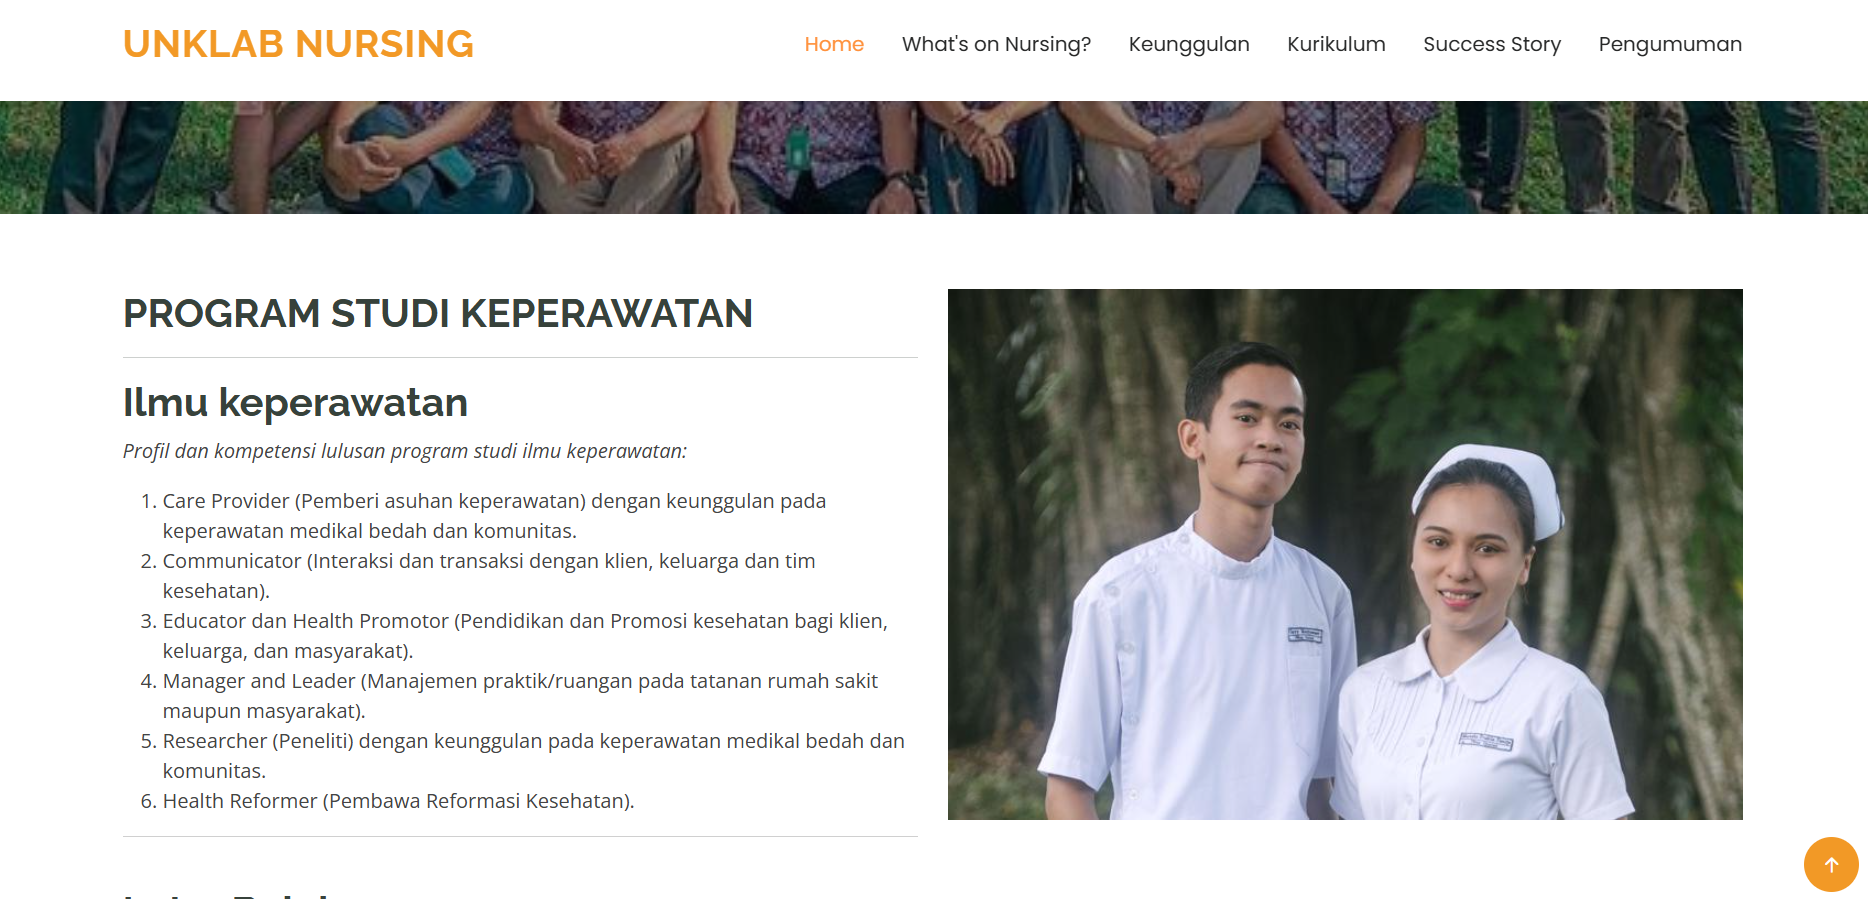 UNKLAB NURSING
Home What's on Nursing? Keunggulan Kurikulum Success Story Pengumuman
PROGRAM STUDI KEPERAWATAN
Ilmu keperawatan
Profil dan kompetensi lulusan program studi ilmu keperawatan:
1. Care Provider (Pemberi asuhan keperawatan) dengan keunggulan pada
keperawatan medikal bedah dan komunitas.
2. Communicator (Interaksi dan transaksi dengan klien, keluarga dan tim
kesehatan).
3. Educator dan Health Promotor (Pendidikan dan Promosi kesehatan bagi klien,
keluarga, dan masyarakat).
4. Manager and Leader (Manajemen praktik/ruangan pada tatanan rumah sakit
maupun masyarakat).
5. Researcher (Peneliti) dengan keunggulan pada keperawatan medikal bedah dan
komunitas.
6. Health Reformer (Pembawa Reformasi Kesehatan).